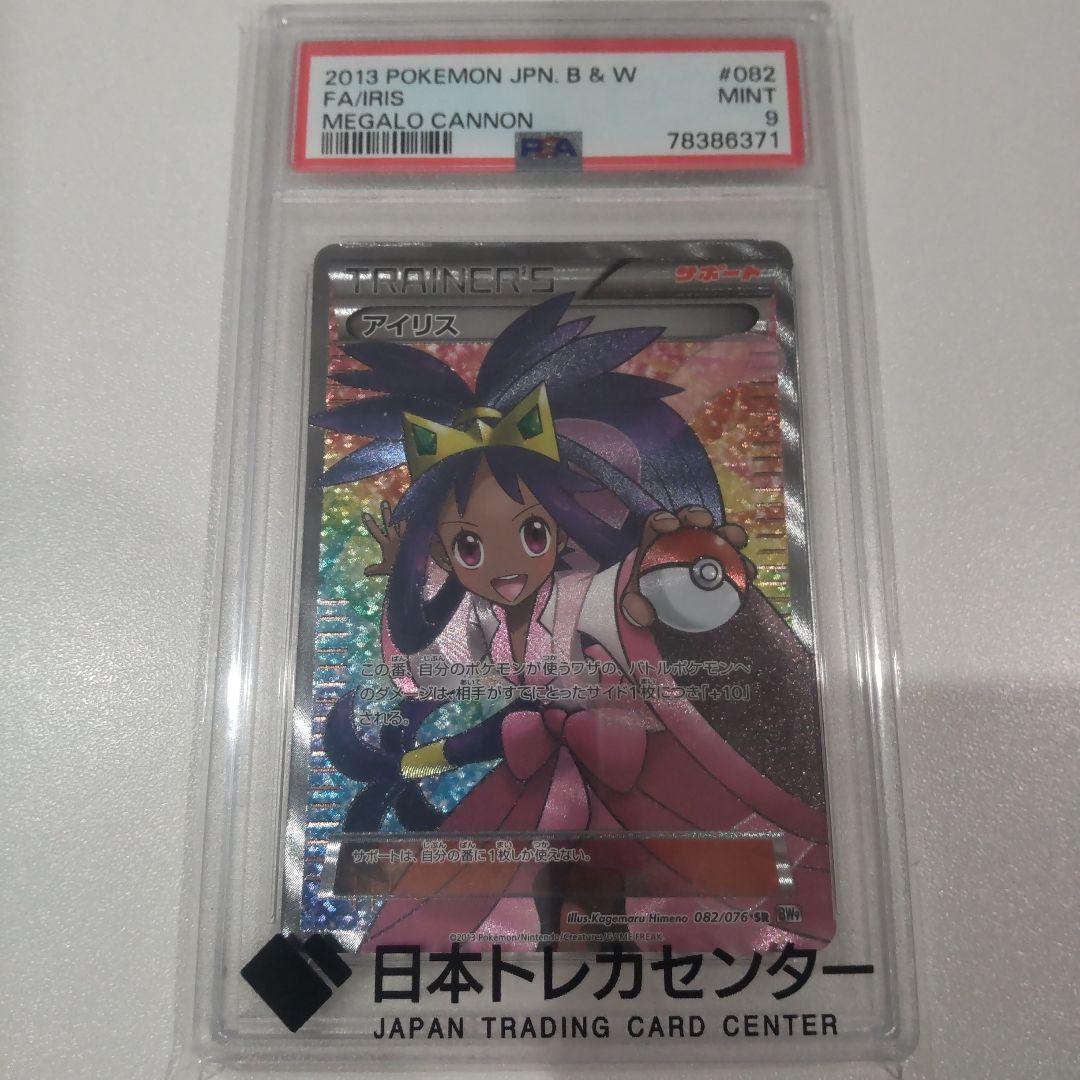 2013 POKEMON JPN. B & W #082
FA/IRIS MINT
MEGALO CANNON 9
PSA 78386371
TRAINER'S サポート
アイリス
この番、自分のポケモンが使うワザの、バトルポケモンへ
のダメージは、相手がすでにとったサイド1枚につき「+10」
される。
サポートは、自分の番に1枚しか使えない。
Illus.Kagemaru Himeno 082/076 SR BW9
©2013 Pokémon/Nintendo/Creatures/GAME FREAK.
日本トレカセンター
JAPAN TRADING CARD CENTER